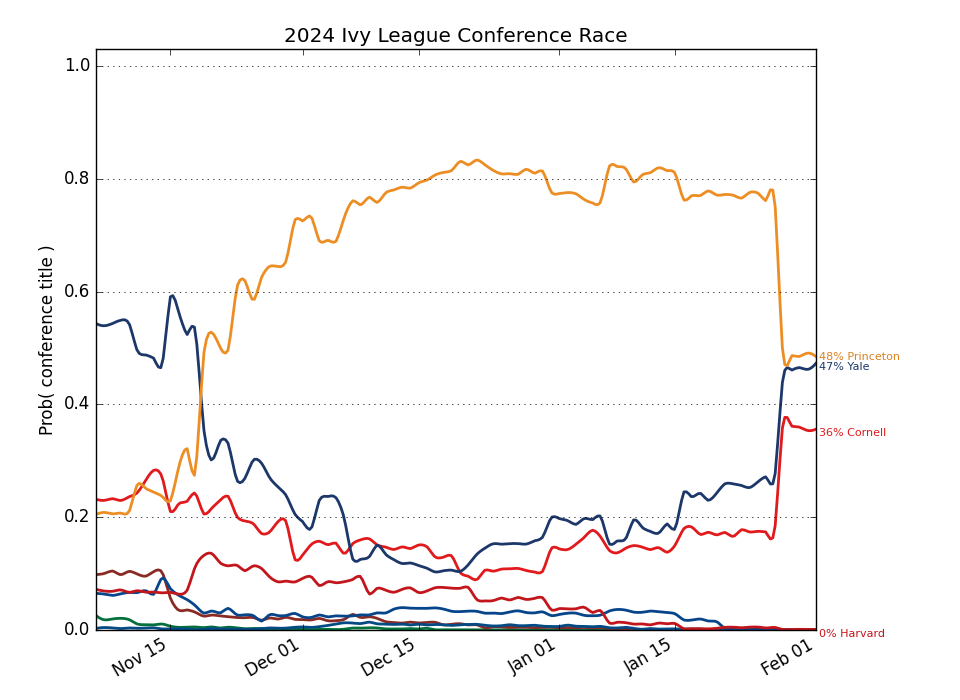 2024 Ivy League Conference Race
Prob( conference title )
1.0
0.8
0.6
0.4
0.2
0.0
48% Princeton
47% Yale
36% Cornell
0% Harvard
Nov 15
Dec 01
Dec 15
Jan 01
Jan 15
Feb 01